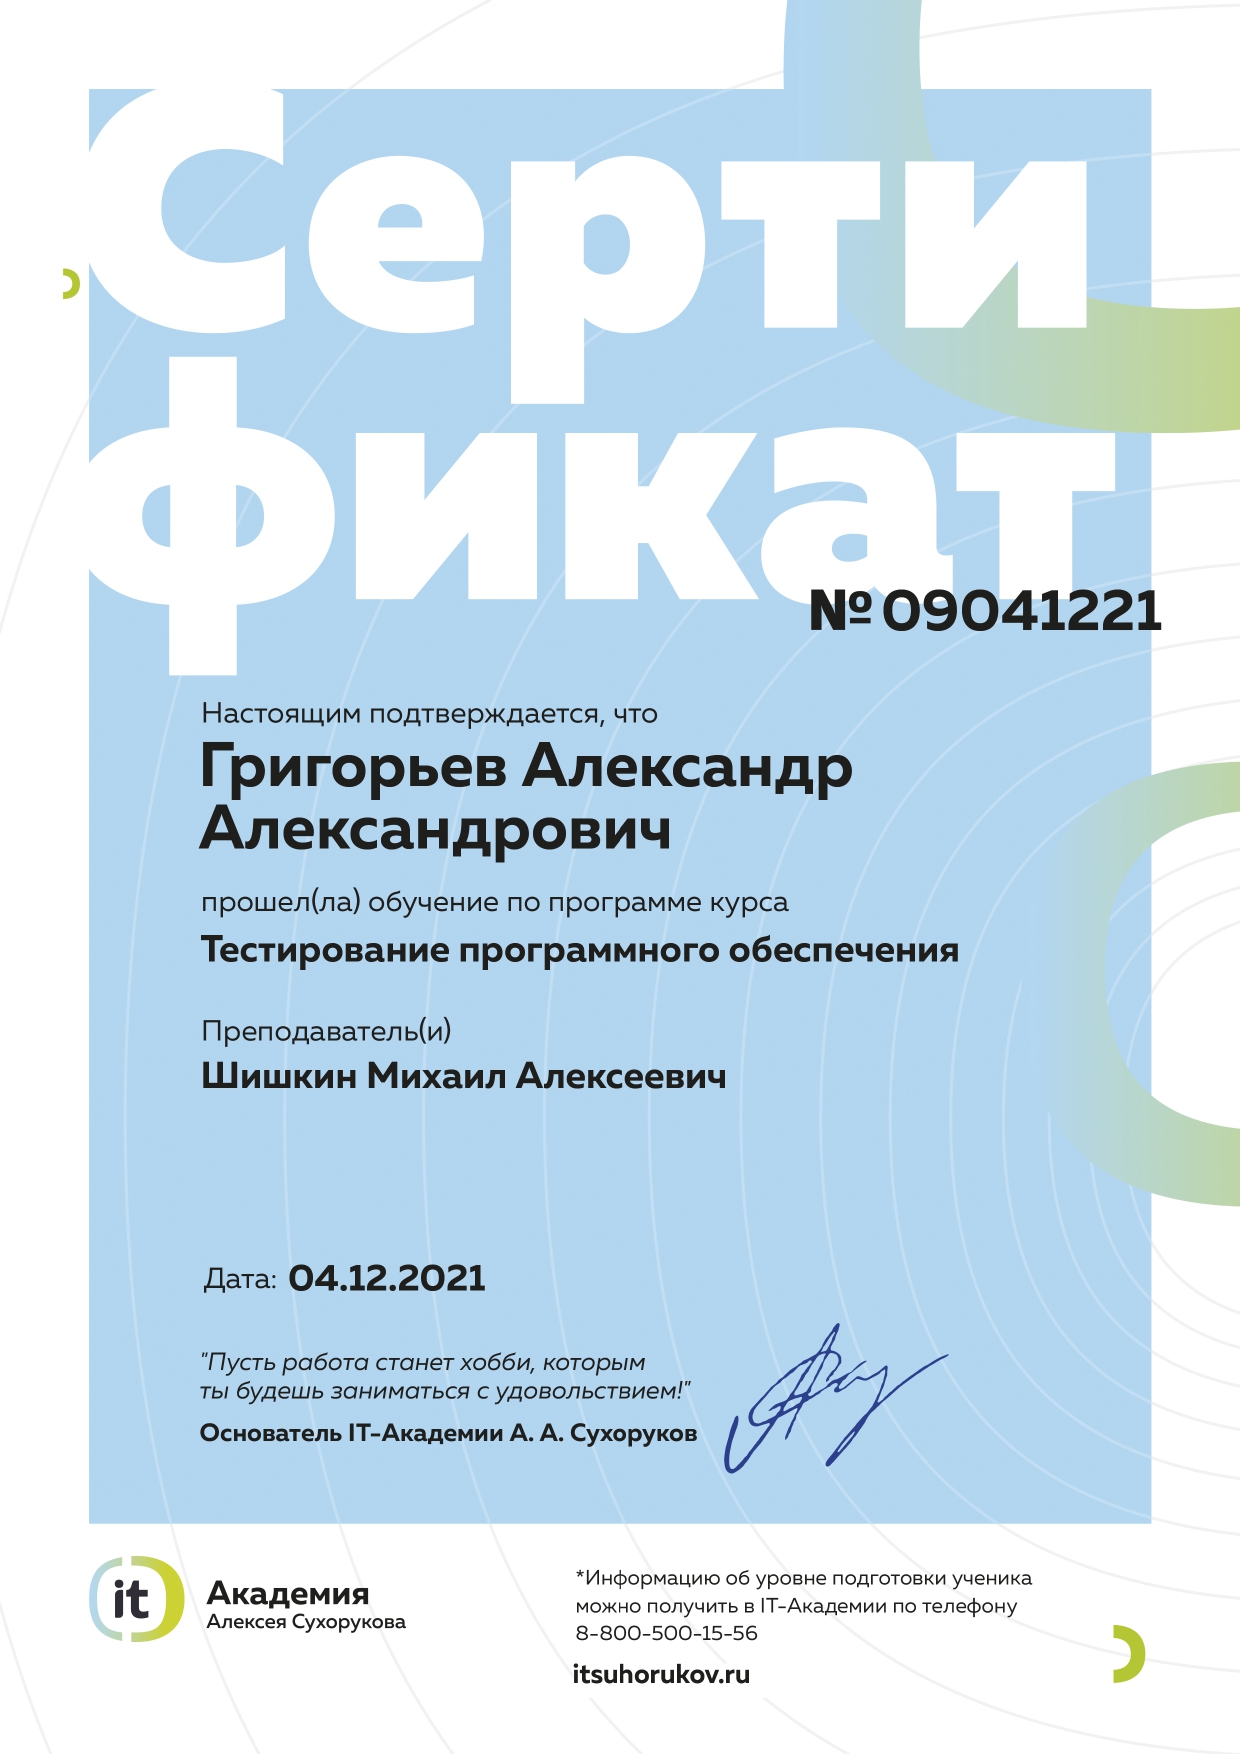 Серти
фикат
№ 09041221
Настоящим подтверждается, что
Григорьев Александр
Александрович
прошел(ла) обучение по программе курса
Тестирование программного обеспечения
Преподаватель(и)
Шишкин Михаил Алексеевич
Дата: 04.12.2021
"Пусть работа станет хобби, которым
ты будешь заниматься с удовольствием!"
Основатель IT-Академии А. А. Сухоруков
it
Академия
Алексея Сухорукова
*Информацию об уровне подготовки ученика
можно получить в IT-Академии по телефону
8-800-500-15-56
itsuhorukov.ru